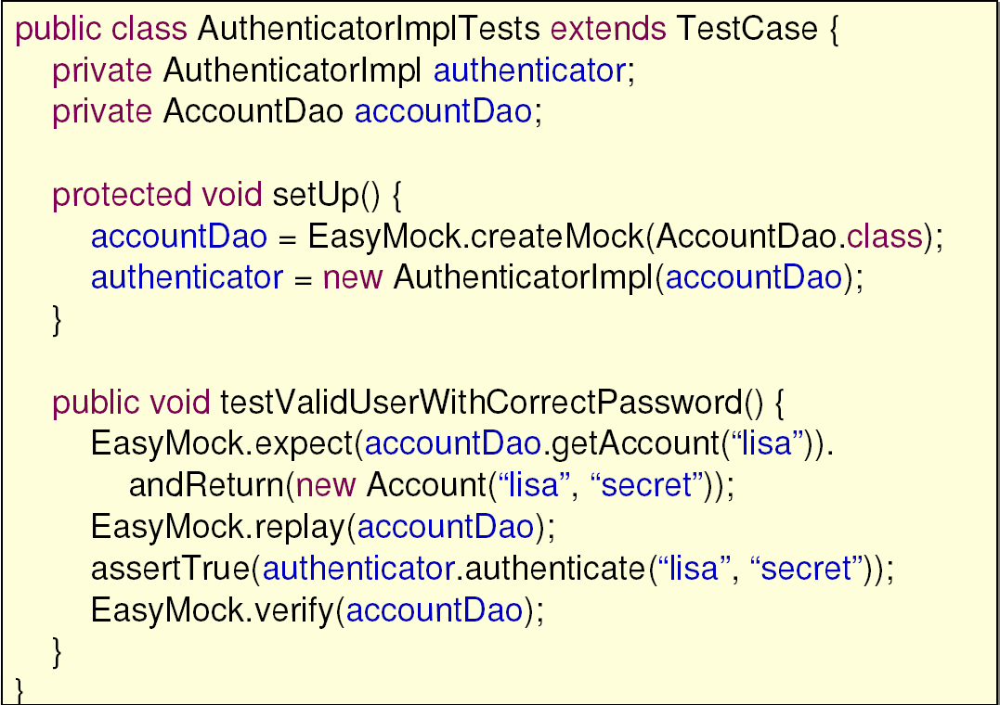 public class AuthenticatorImplTests extends TestCase {
private AuthenticatorImpl authenticator;
private AccountDao accountDao;
protected void setUp() {
accountDao = EasyMock.createMock(AccountDao.class);
authenticator = new AuthenticatorImpl(accountDao);
}
public void testValidUserWithCorrectPassword() {
EasyMock.expect(accountDao.getAccount(“lisa”)).
andReturn(new Account(“lisa”, “secret”));
EasyMock.replay(accountDao);
assertTrue(authenticator.authenticate(“lisa”, “secret”));
EasyMock.verify(accountDao);
}
}